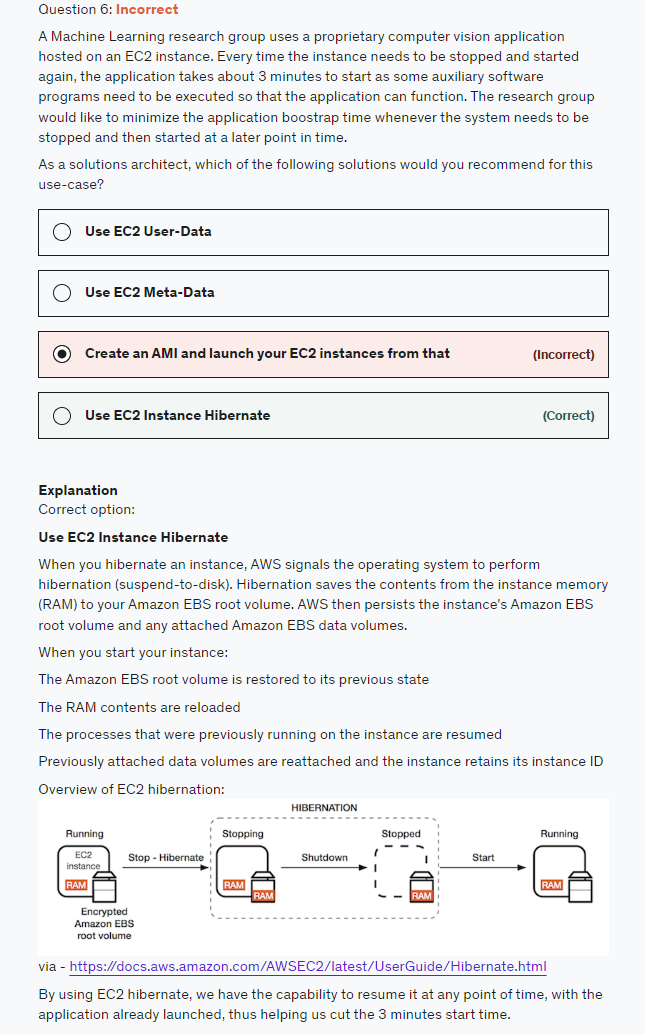 Question 6: Incorrect
A Machine Learning research group uses a proprietary computer vision application
hosted on an EC2 instance. Every time the instance needs to be stopped and started
again, the application takes about 3 minutes to start as some auxiliary software
programs need to be executed so that the application can function. The research group
would like to minimize the application boostrap time whenever the system needs to be
stopped and then started at a later point in time.
As a solutions architect, which of the following solutions would you recommend for this
use-case?
Use EC2 User-Data
Use EC2 Meta-Data
Create an AMI and launch your EC2 instances from that (Incorrect)
Use EC2 Instance Hibernate (Correct)
Explanation
Correct option:
Use EC2 Instance Hibernate
When you hibernate an instance, AWS signals the operating system to perform
hibernation (suspend-to-disk). Hibernation saves the contents from the instance memory
(RAM) to your Amazon EBS root volume. AWS then persists the instance's Amazon EBS
root volume and any attached Amazon EBS data volumes.
When you start your instance:
The Amazon EBS root volume is restored to its previous state
The RAM contents are reloaded
The processes that were previously running on the instance are resumed
Previously attached data volumes are reattached and the instance retains its instance ID
Overview of EC2 hibernation:
HIBERNATION
Running Stopping Stopped Running
EC2
instance
Stop - Hibernate Shutdown Start
RAM RAM RAM RAM RAM
Encrypted
Amazon EBS
root volume
via - https://docs.aws.amazon.com/AWSEC2/latest/UserGuide/Hibernate.html
By using EC2 hibernate, we have the capability to resume it at any point of time, with the
application already launched, thus helping us cut the 3 minutes start time.